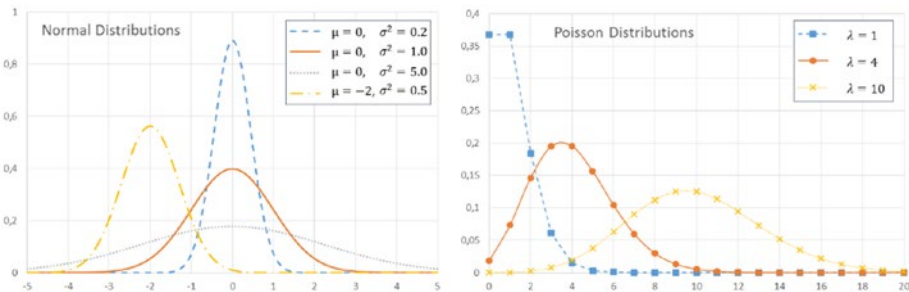 Normal Distributions
μ = 0, σ² = 0.2
μ = 0, σ² = 1.0
μ = 0, σ² = 5.0
μ = −2, σ² = 0.5
1
0,8
0,6
0,4
0,2
0
-5 -4 -3 -2 -1 0 1 2 3 4 5
Poisson Distributions
λ = 1
λ = 4
λ = 10
0,4
0,35
0,3
0,25
0,2
0,15
0,1
0,05
0
0 2 4 6 8 10 12 14 16 18 20